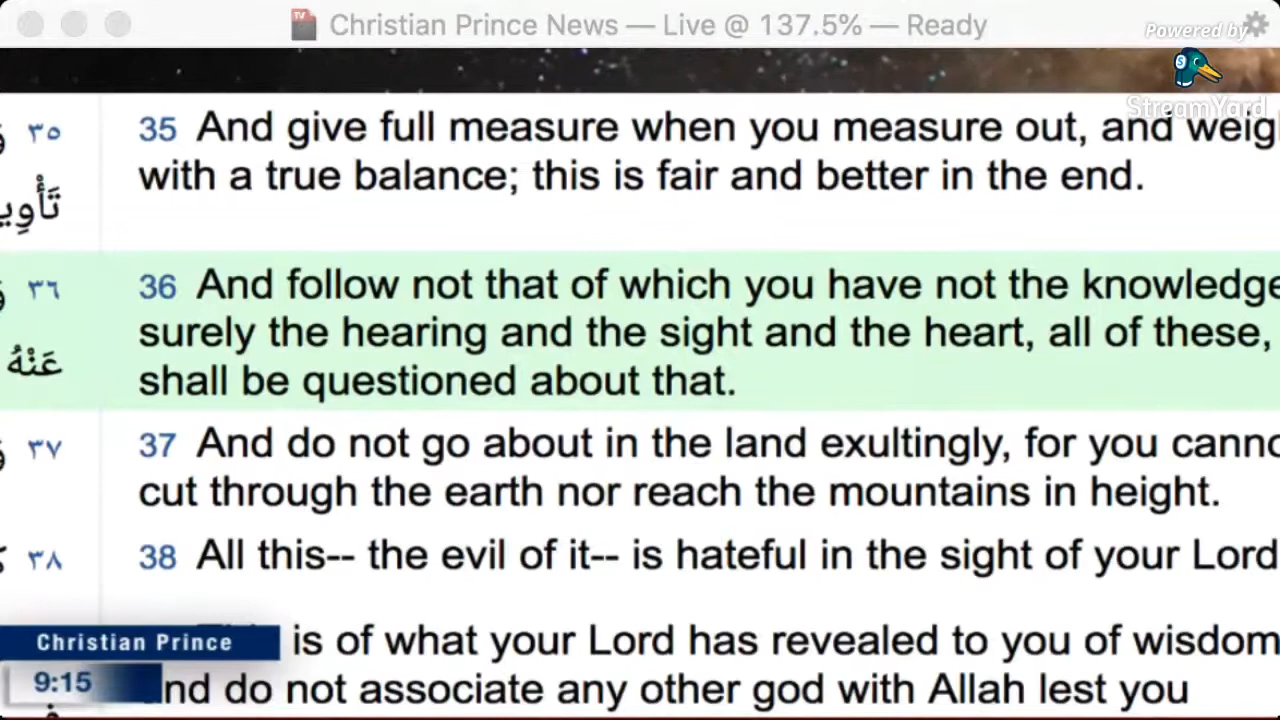 Christian Prince News — Live @ 137.5% — Ready
Powered by
StreamYard
٣٥
35 And give full measure when you measure out, and weig
with a true balance; this is fair and better in the end.
٣٦
36 And follow not that of which you have not the knowledge
surely the hearing and the sight and the heart, all of these,
عَنْهُ
shall be questioned about that.
٣٧
37 And do not go about in the land exultingly, for you canno
cut through the earth nor reach the mountains in height.
٣٨
38 All this-- the evil of it-- is hateful in the sight of your Lord
Christian Prince
is of what your Lord has revealed to you of wisdom
9:15
nd do not associate any other god with Allah lest you